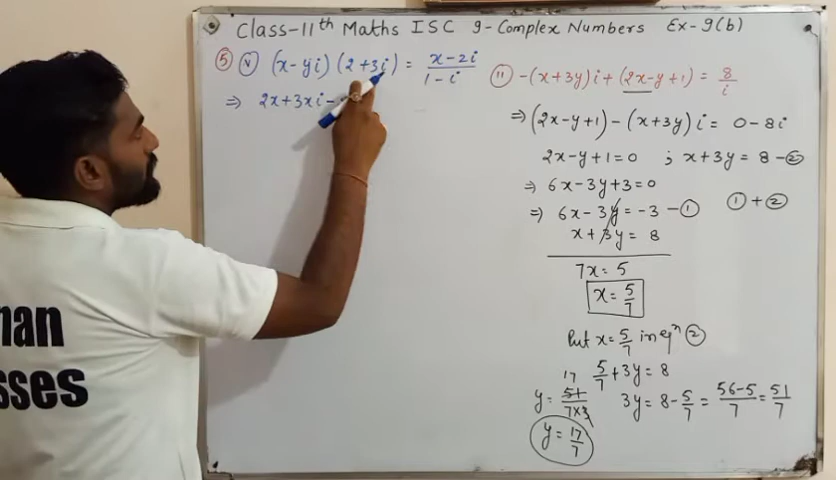 Class-11th Maths ISC 9-Complex Numbers Ex-9(b)
⑤ ⓥ (x-yi) (2+3i) = x-2i / 1-i
⇒ 2x+3xi-
ⓘⓘ -(x+3y)i+(2x-y+1) = 8/i
⇒ (2x-y+1)-(x+3y)i = 0-8i
2x-y+1=0 ; x+3y=8-②
⇒ 6x-3y+3=0
⇒ 6x-3y=-3-① ①+②
x+3y=8
7x=5
x=5/7
Put x=5/7 in eqn ②
5/7+3y=8
3y=8-5/7=56-5/7=51/7
17
y=51/7×3
y=17/7
nan
sses